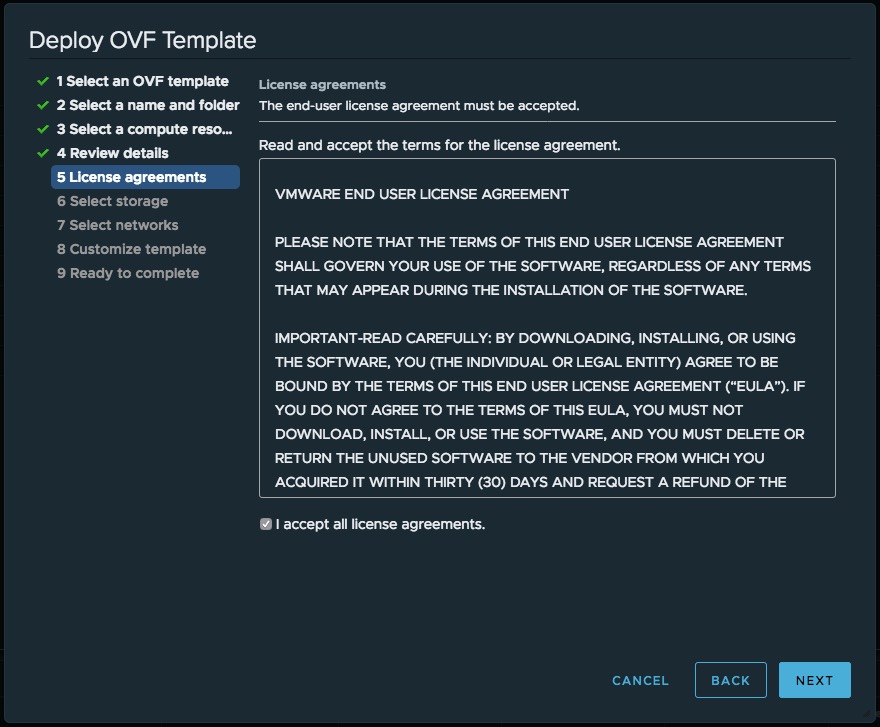 Deploy OVF Template
1 Select an OVF template
2 Select a name and folder
3 Select a compute reso...
4 Review details
5 License agreements
6 Select storage
7 Select networks
8 Customize template
9 Ready to complete
License agreements
The end-user license agreement must be accepted.
Read and accept the terms for the license agreement.
VMWARE END USER LICENSE AGREEMENT
PLEASE NOTE THAT THE TERMS OF THIS END USER LICENSE AGREEMENT
SHALL GOVERN YOUR USE OF THE SOFTWARE, REGARDLESS OF ANY TERMS
THAT MAY APPEAR DURING THE INSTALLATION OF THE SOFTWARE.
IMPORTANT-READ CAREFULLY: BY DOWNLOADING, INSTALLING, OR USING
THE SOFTWARE, YOU (THE INDIVIDUAL OR LEGAL ENTITY) AGREE TO BE
BOUND BY THE TERMS OF THIS END USER LICENSE AGREEMENT (“EULA”). IF
YOU DO NOT AGREE TO THE TERMS OF THIS EULA, YOU MUST NOT
DOWNLOAD, INSTALL, OR USE THE SOFTWARE, AND YOU MUST DELETE OR
RETURN THE UNUSED SOFTWARE TO THE VENDOR FROM WHICH YOU
ACQUIRED IT WITHIN THIRTY (30) DAYS AND REQUEST A REFUND OF THE
I accept all license agreements.
CANCEL
BACK
NEXT